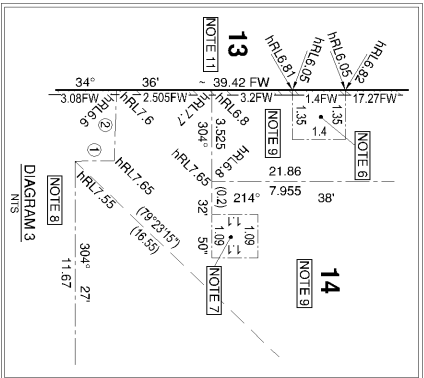 13
NOTE 11
34° 36' ~ 39.42 FW
3.08FW 2.505FW 3.2FW 1.4FW 17.27FW
hRL6.81
hRL6.05
hRL6.05
hRL6.82
hRL6.6
hRL7.6
hRL7.7
hRL6.8
1.35
1.35
1.4
NOTE 6
NOTE 9
304° 3.525
hRL6.8
hRL7.65
21.86
7.955
214° 38'
(0.2)
32'
50"
1.1
1.09
1.09
1.1
NOTE 7
14
NOTE 9
2
1
hRL7.65
hRL7.55
(79°23'15")
(16.55)
304° 27'
11.67
NOTE 8
DIAGRAM 3
NTS